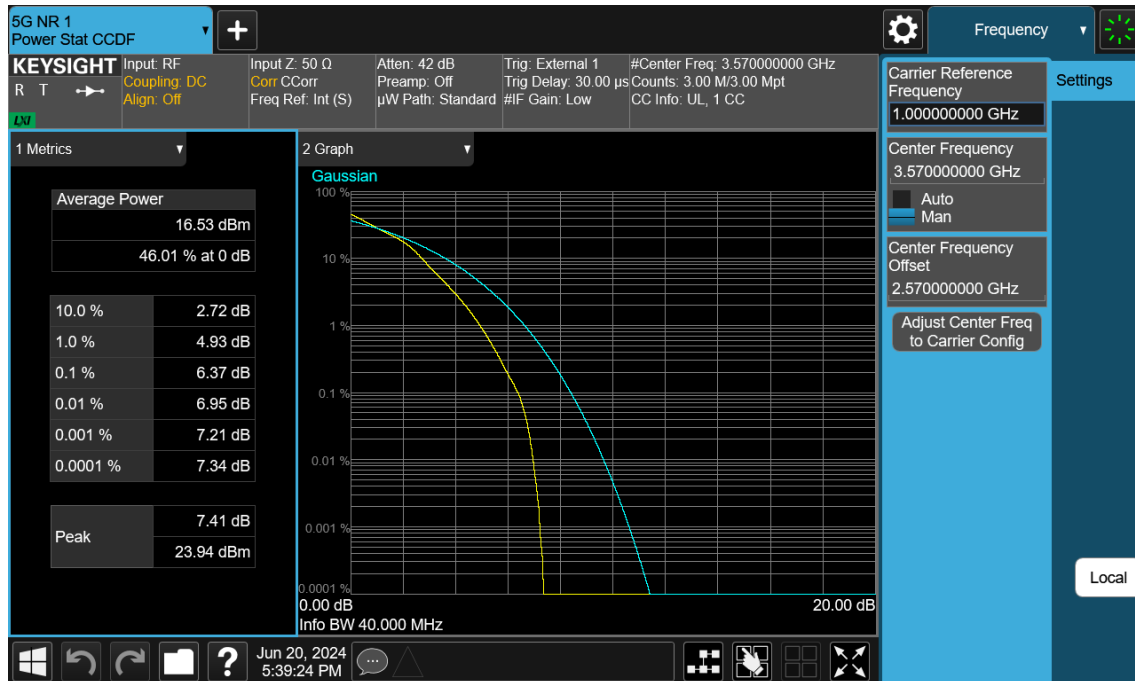 5G NR 1
Power Stat CCDF
+
Frequency
KEYSIGHT
R T
LXI
Input: RF
Coupling: DC
Align: Off
Input Z: 50 Ω
Corr CCorr
Freq Ref: Int (S)
Atten: 42 dB
Preamp: Off
µW Path: Standard
Trig: External 1
Trig Delay: 30.00 µs
#IF Gain: Low
#Center Freq: 3.570000000 GHz
Counts: 3.00 M/3.00 Mpt
CC Info: UL, 1 CC
1 Metrics
Average Power
16.53 dBm
46.01 % at 0 dB
10.0 % 2.72 dB
1.0 % 4.93 dB
0.1 % 6.37 dB
0.01 % 6.95 dB
0.001 % 7.21 dB
0.0001 % 7.34 dB
Peak
7.41 dB
23.94 dBm
2 Graph
Gaussian
100 %
10 %
1 %
0.1 %
0.01 %
0.001 %
0.0001 %
0.00 dB 20.00 dB
Info BW 40.000 MHz
Carrier Reference
Frequency
1.000000000 GHz
Center Frequency
3.570000000 GHz
Auto
Man
Center Frequency
Offset
2.570000000 GHz
Adjust Center Freq
to Carrier Config
Settings
Local
?
Jun 20, 2024
5:39:24 PM